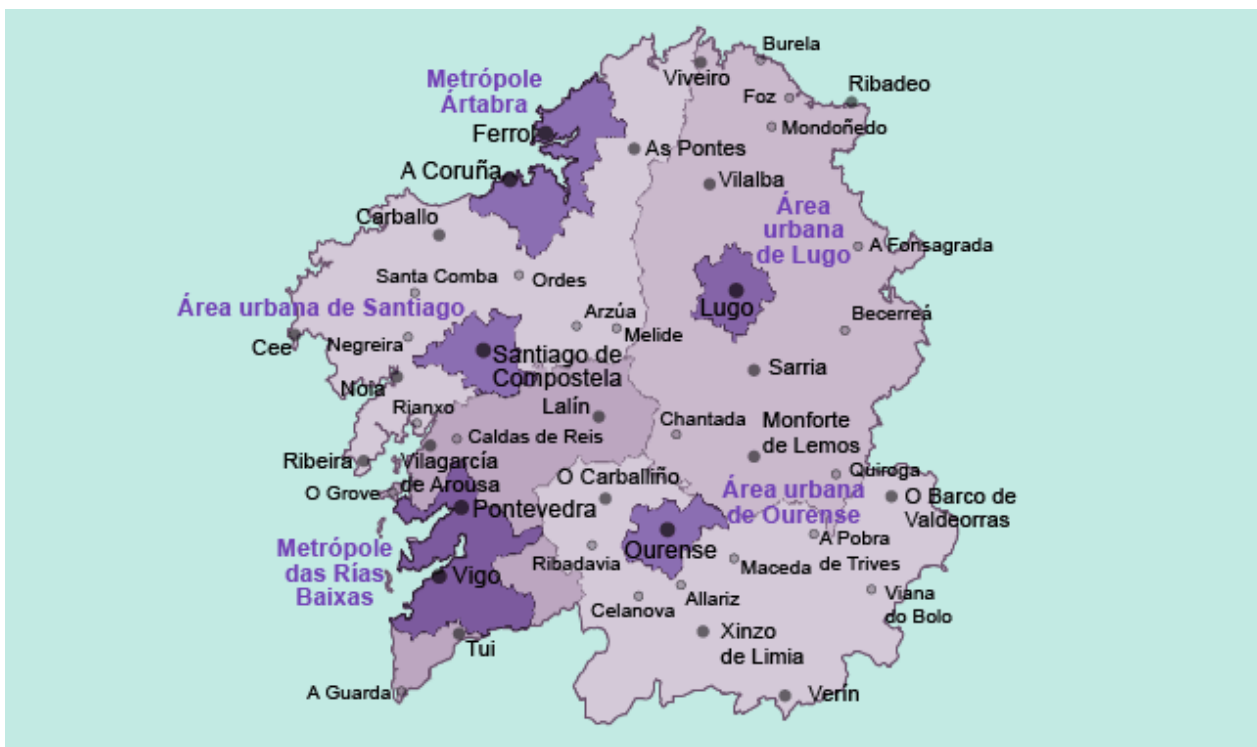 Burela
Viveiro
Metrópole
Ártabra
Ribadeo
Foz
Mondoñedo
Ferrol
As Pontes
A Coruña
Vilalba
Área
urbana
de Lugo
Carballo
A Fonsagrada
Santa Comba
Ordes
Área urbana de Santiago
Lugo
Arzúa
Becerreá
Melide
Cee
Negreira
Santiago de
Compostela
Sarria
Noia
Rianxo
Lalín
Chantada
Monforte
de Lemos
Caldas de Reis
Ribeira
Vilagarcía
de Arousa
O Carballiño
Quiroga
O Grove
Área urbana
de Ourense
O Barco de
Valdeorras
Pontevedra
Ourense
A Pobra
de Trives
Metrópole
das Rías
Baixas
Ribadavia
Maceda
Vigo
Celanova
Allariz
Viana
do Bolo
Xinzo
de Limia
Tui
A Guarda
Verín